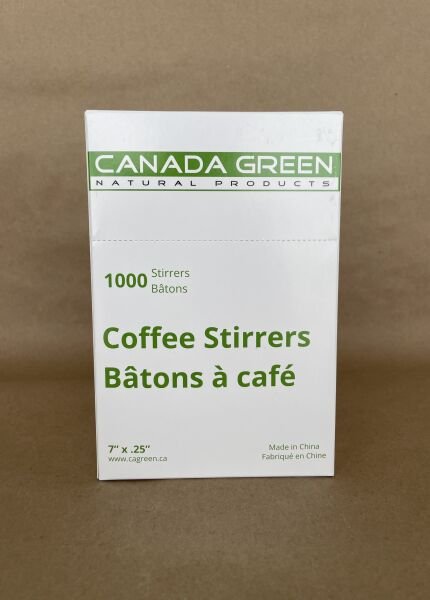 CANADA GREEN
NATURAL PRODUCTS
1000 Stirrers
Bâtons
Coffee Stirrers
Bâtons à café
7” x .25”
www.cagreen.ca
Made in China
Fabriqué en Chine